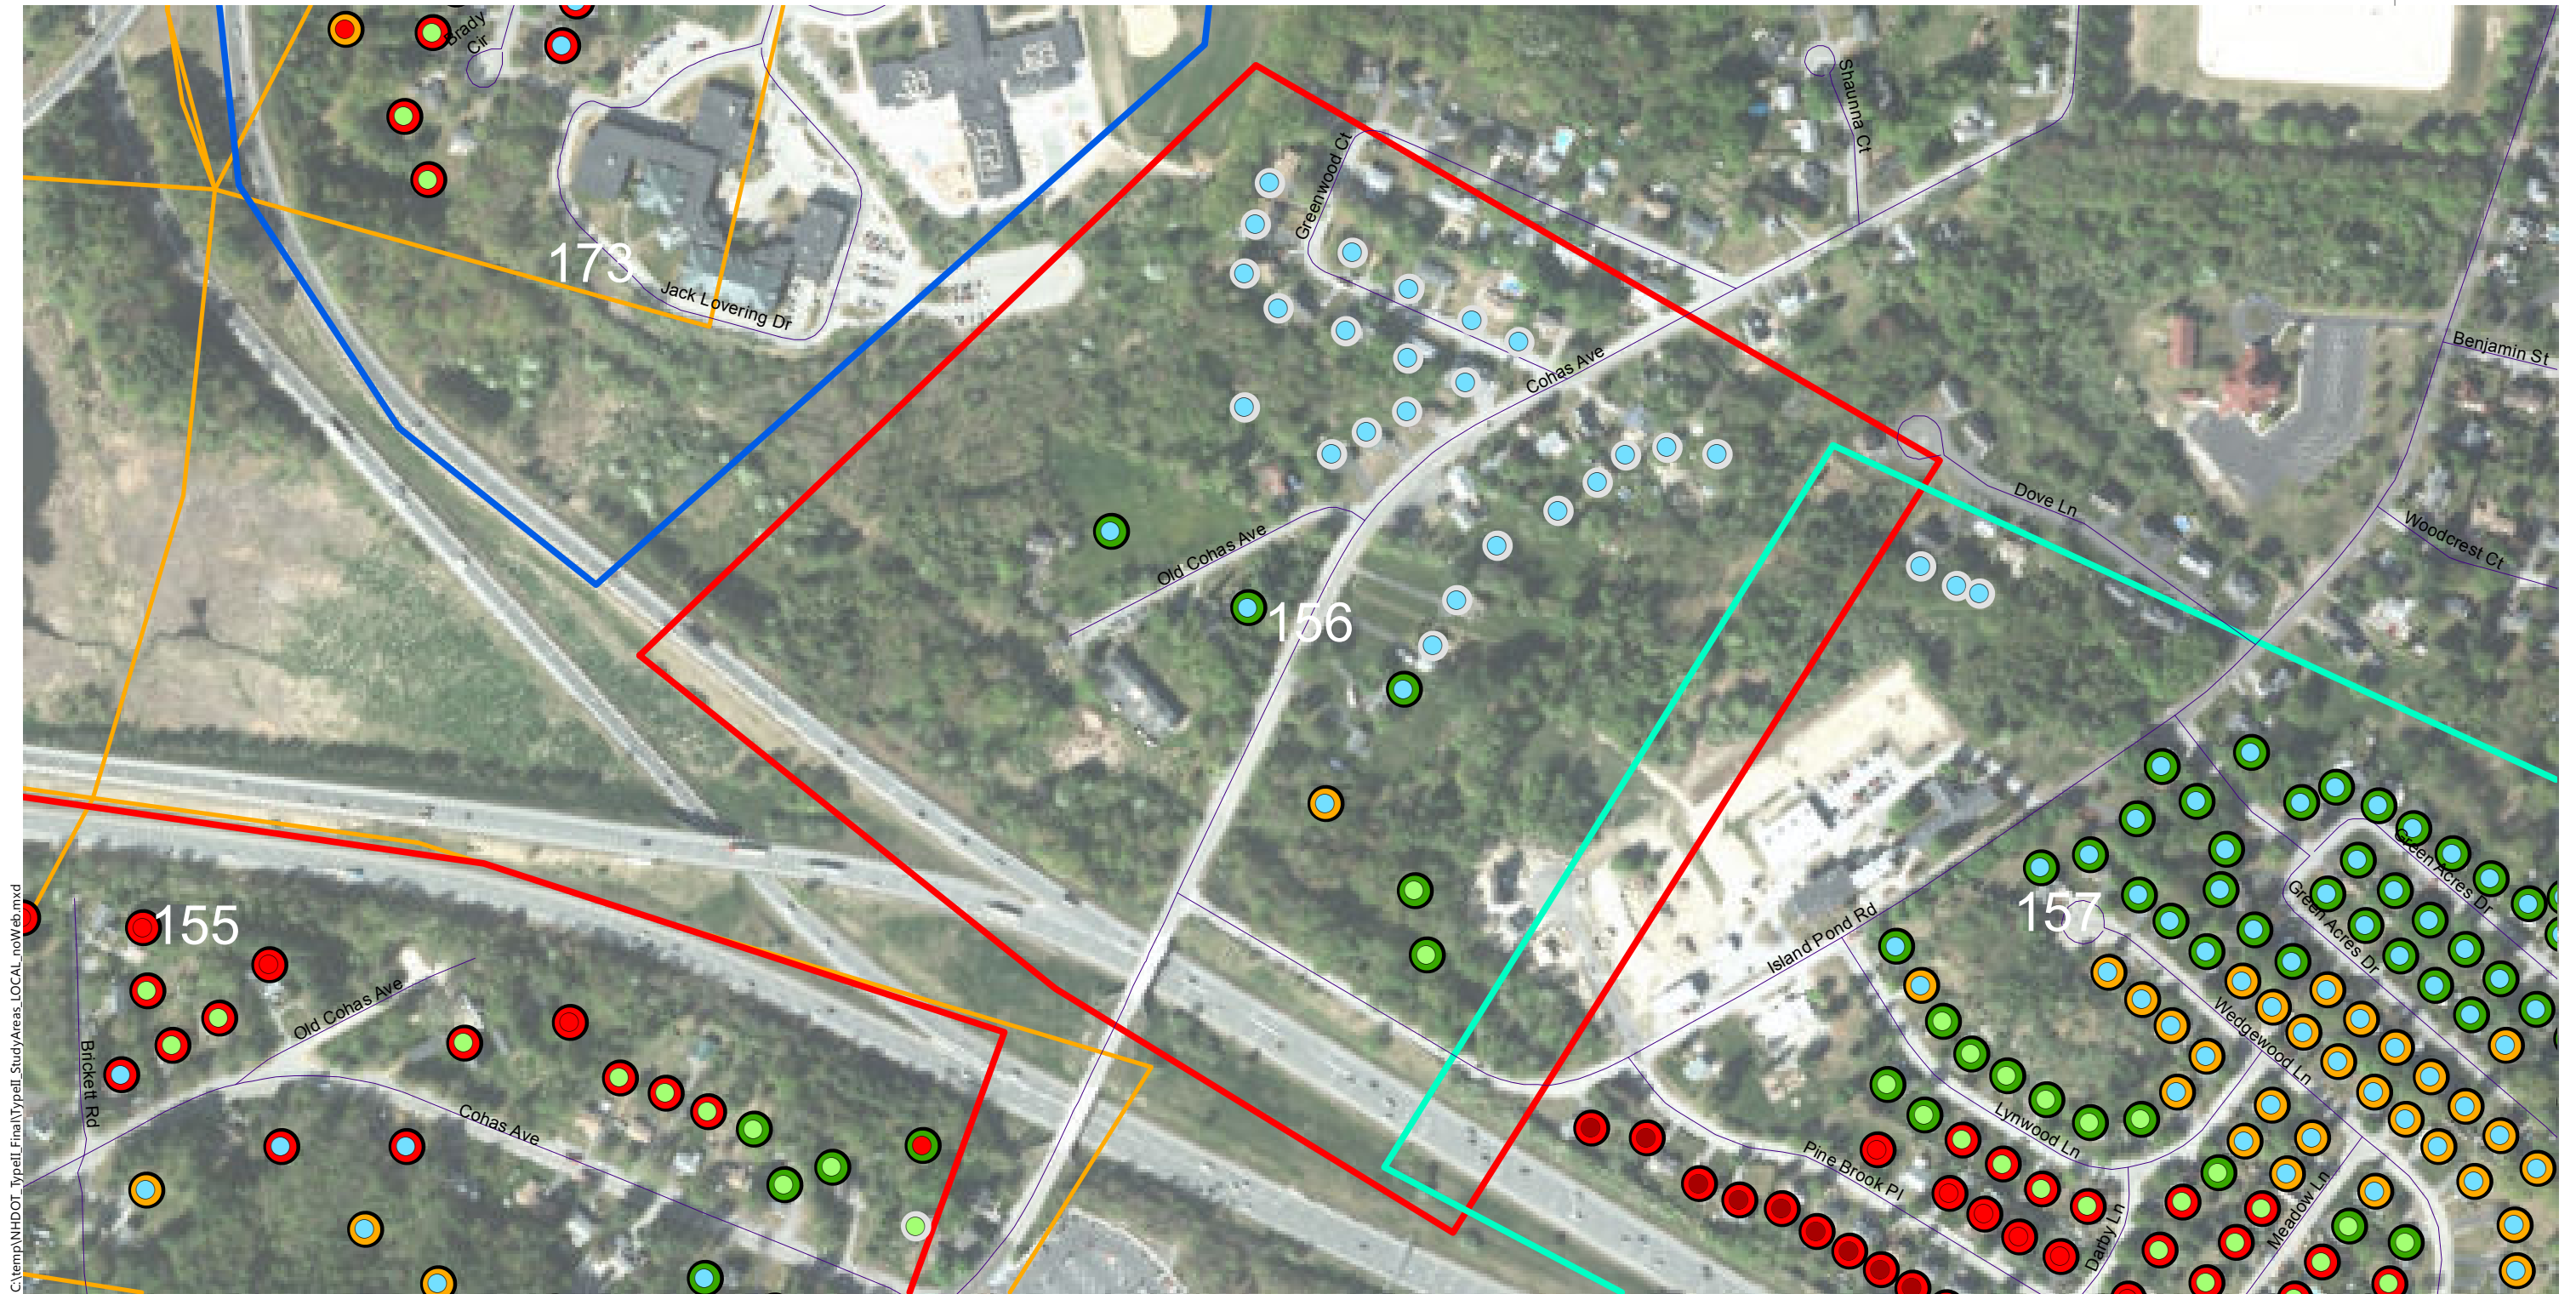 Brady
Cir
Shaunna Ct
Greenwood Ct
173
Jack Lovering Dr
Benjamin St
Cohas Ave
Dove Ln
Woodcrest Ct
Old Cohas Ave
156
Green Acres Dr
Green Acres Dr
157
155
Island Pond Rd
Old Cohas Ave
Wedgewood Ln
Brickett Rd
Cohas Ave
Lynwood Ln
Pine Brook Pl
Meadow Ln
Darby Ln
C:\temp\NHDOT_TypeII_Final\TypeII_StudyAreas_LOCAL_noWeb.mxd